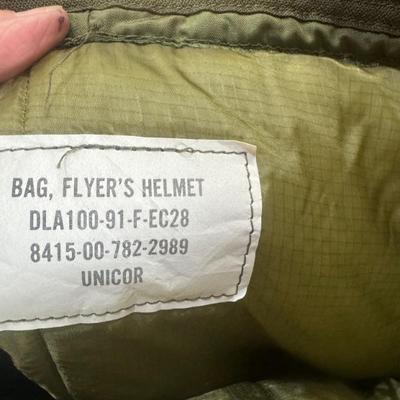 BAG, FLYER'S HELMET
DLA100-91-F-EC28
8415-00-782-2989
UNICOR